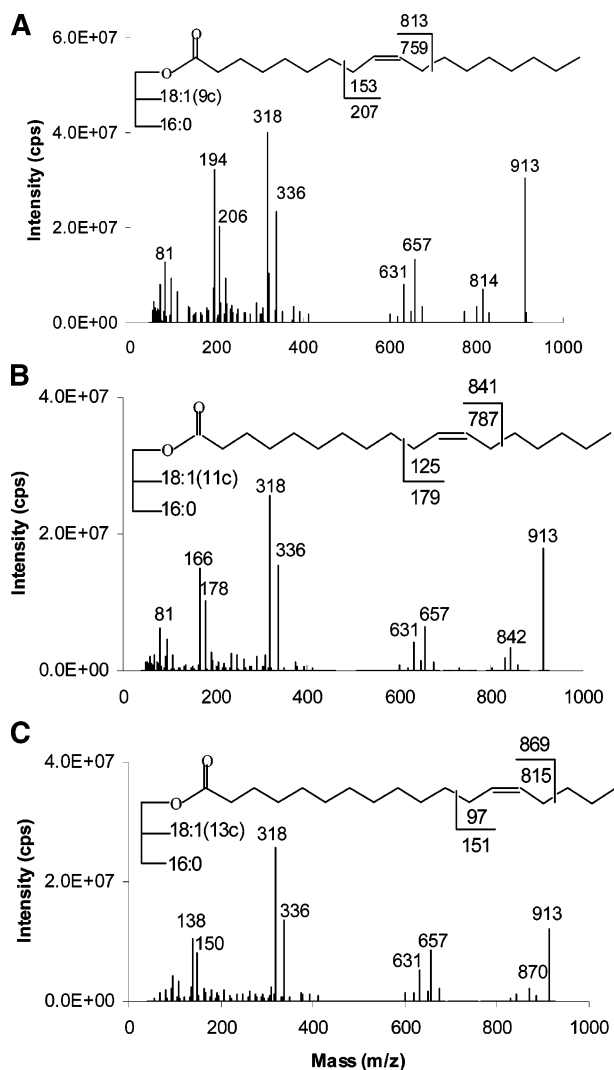 A
6.0E+07
4.0E+07
2.0E+07
0.0E+00
Intensity (cps)
O
O
18:1(9c)
16:0
813
759
153
207
81
194
206
318
336
631
657
814
913
0
200
400
600
800
1000
B
4.0E+07
2.0E+07
0.0E+00
Intensity (cps)
O
O
18:1(11c)
16:0
841
787
125
179
81
166
178
318
336
631
657
842
913
0
200
400
600
800
1000
C
4.0E+07
2.0E+07
0.0E+00
Intensity (cps)
O
O
18:1(13c)
16:0
869
815
97
151
138
150
318
336
631
657
870
913
0
200
400
600
800
1000
Mass (m/z)